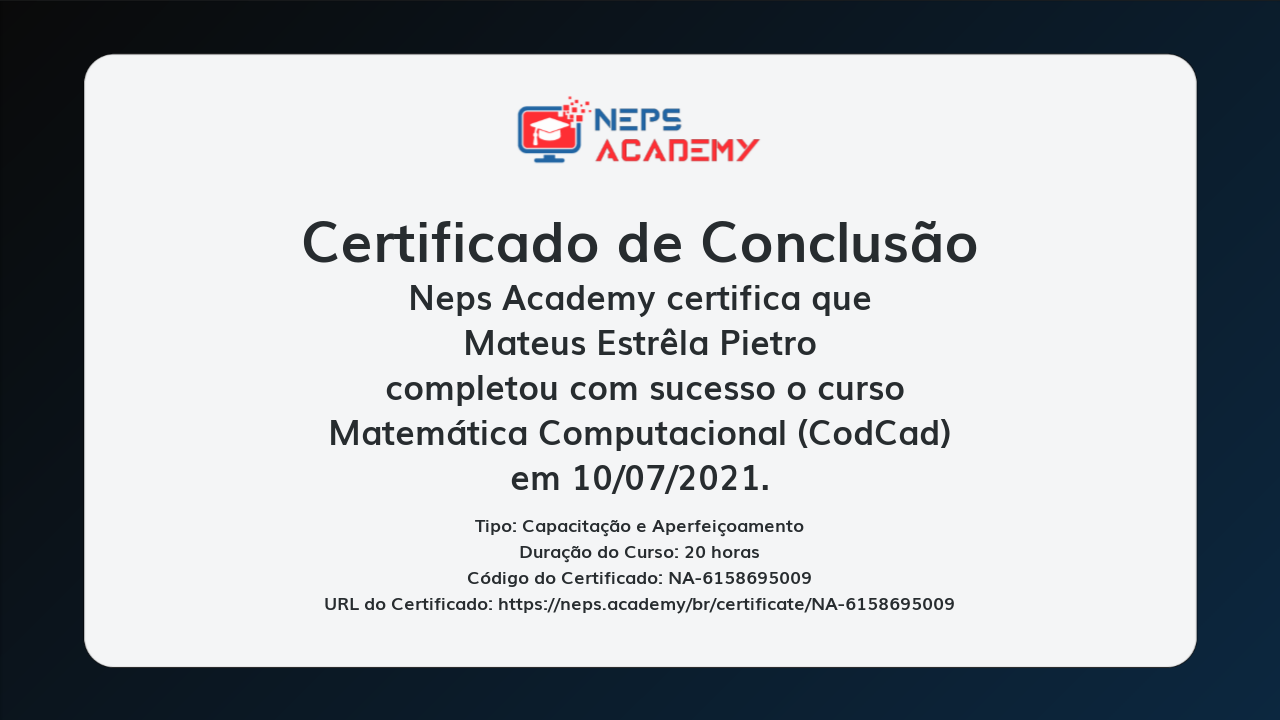 NEPS
ACADEMY
Certificado de Conclusão
Neps Academy certifica que
Mateus Estrêla Pietro
completou com sucesso o curso
Matemática Computacional (CodCad)
em 10/07/2021.
Tipo: Capacitação e Aperfeiçoamento
Duração do Curso: 20 horas
Código do Certificado: NA-6158695009
URL do Certificado: https://neps.academy/br/certificate/NA-6158695009